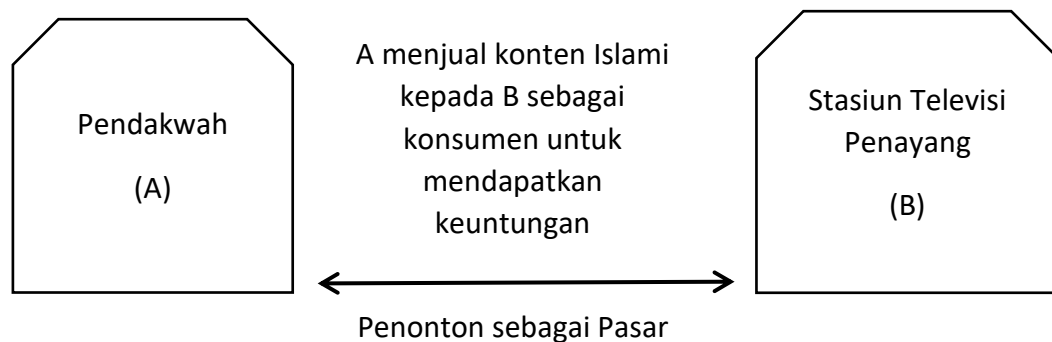 Pendakwah
(A)
A menjual konten Islami
kepada B sebagai
konsumen untuk
mendapatkan
keuntungan
Penonton sebagai Pasar
Stasiun Televisi
Penayang
(B)